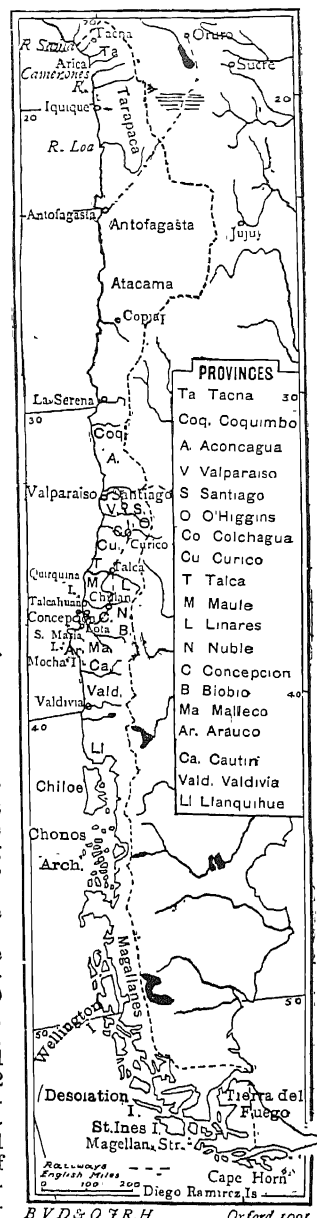 70
Tacna
Oruro
R Sama
Ta
Arica
Sucre
Camerones
R.
20
Iquique
20
Tarapaca
R. Loa
Antofagasta
Antofagasta
Jujuy
Atacama
Copiap
PROVINCES
Ta Tacna
30
La Serena
30
Coq. Coquimbo
Coq.
A. Aconcagua
A.
V Valparaiso
Valparaiso
Santiago
S Santiago
V.
S.
O O'Higgins
O
Co Colchagua
Co
Cu.
Curico
Cu Curico
T
Talca
T Talca
Quirquina
I.
M
L
Chillan
M Maule
Talcahuano
L Linares
Concepcion
C.
N
N Nuble
Lota
S. Maria
I.
B
C Concepcion
Ar.
Ma.
B Biobio
40
Mocha I
Ca.
Ma Malleco
Vald.
Ar. Arauco
Valdivia
40
Ca. Cautin
Ll
Vald. Valdivia
Chiloe
Ll Llanquihue
Chonos
Arch.
Magallanes
50
Wellington
I
50
Desolation
I.
Tierra del
Fuego
St. Ines I.
Magellan Str.
Railways
English Miles
Cape Horn
0 100 200
Diego Ramirez Is
B. V. D. & O. F. R. H.
Oxford